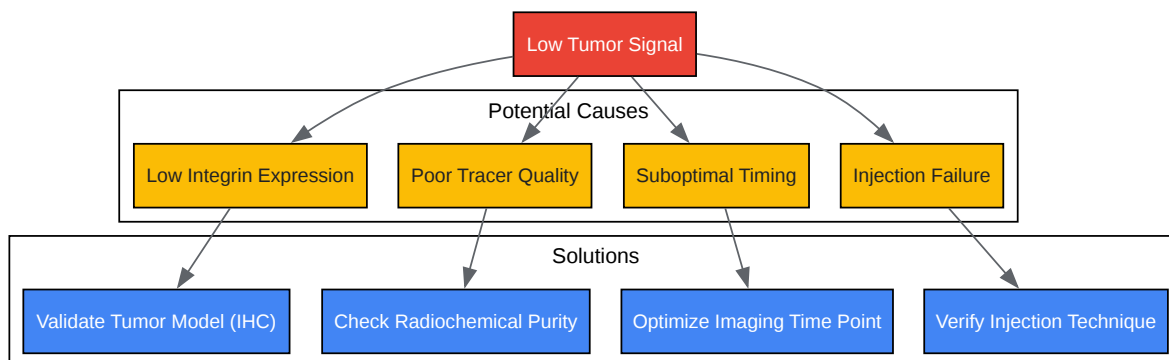 Low Tumor Signal
Potential Causes
Low Integrin Expression
Poor Tracer Quality
Suboptimal Timing
Injection Failure
Solutions
Validate Tumor Model (IHC)
Check Radiochemical Purity
Optimize Imaging Time Point
Verify Injection Technique